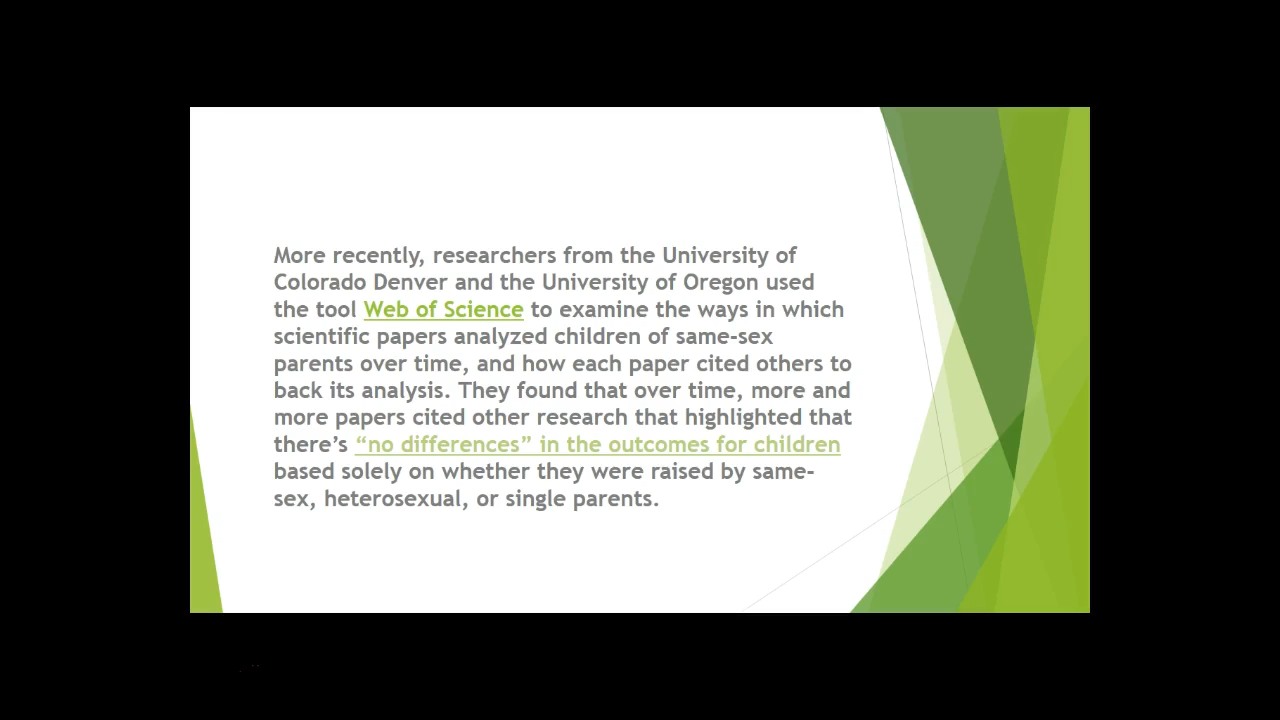 More recently, researchers from the University of
Colorado Denver and the University of Oregon used
the tool Web of Science to examine the ways in which
scientific papers analyzed children of same-sex
parents over time, and how each paper cited others to
back its analysis. They found that over time, more and
more papers cited other research that highlighted that
there’s “no differences” in the outcomes for children
based solely on whether they were raised by same-
sex, heterosexual, or single parents.